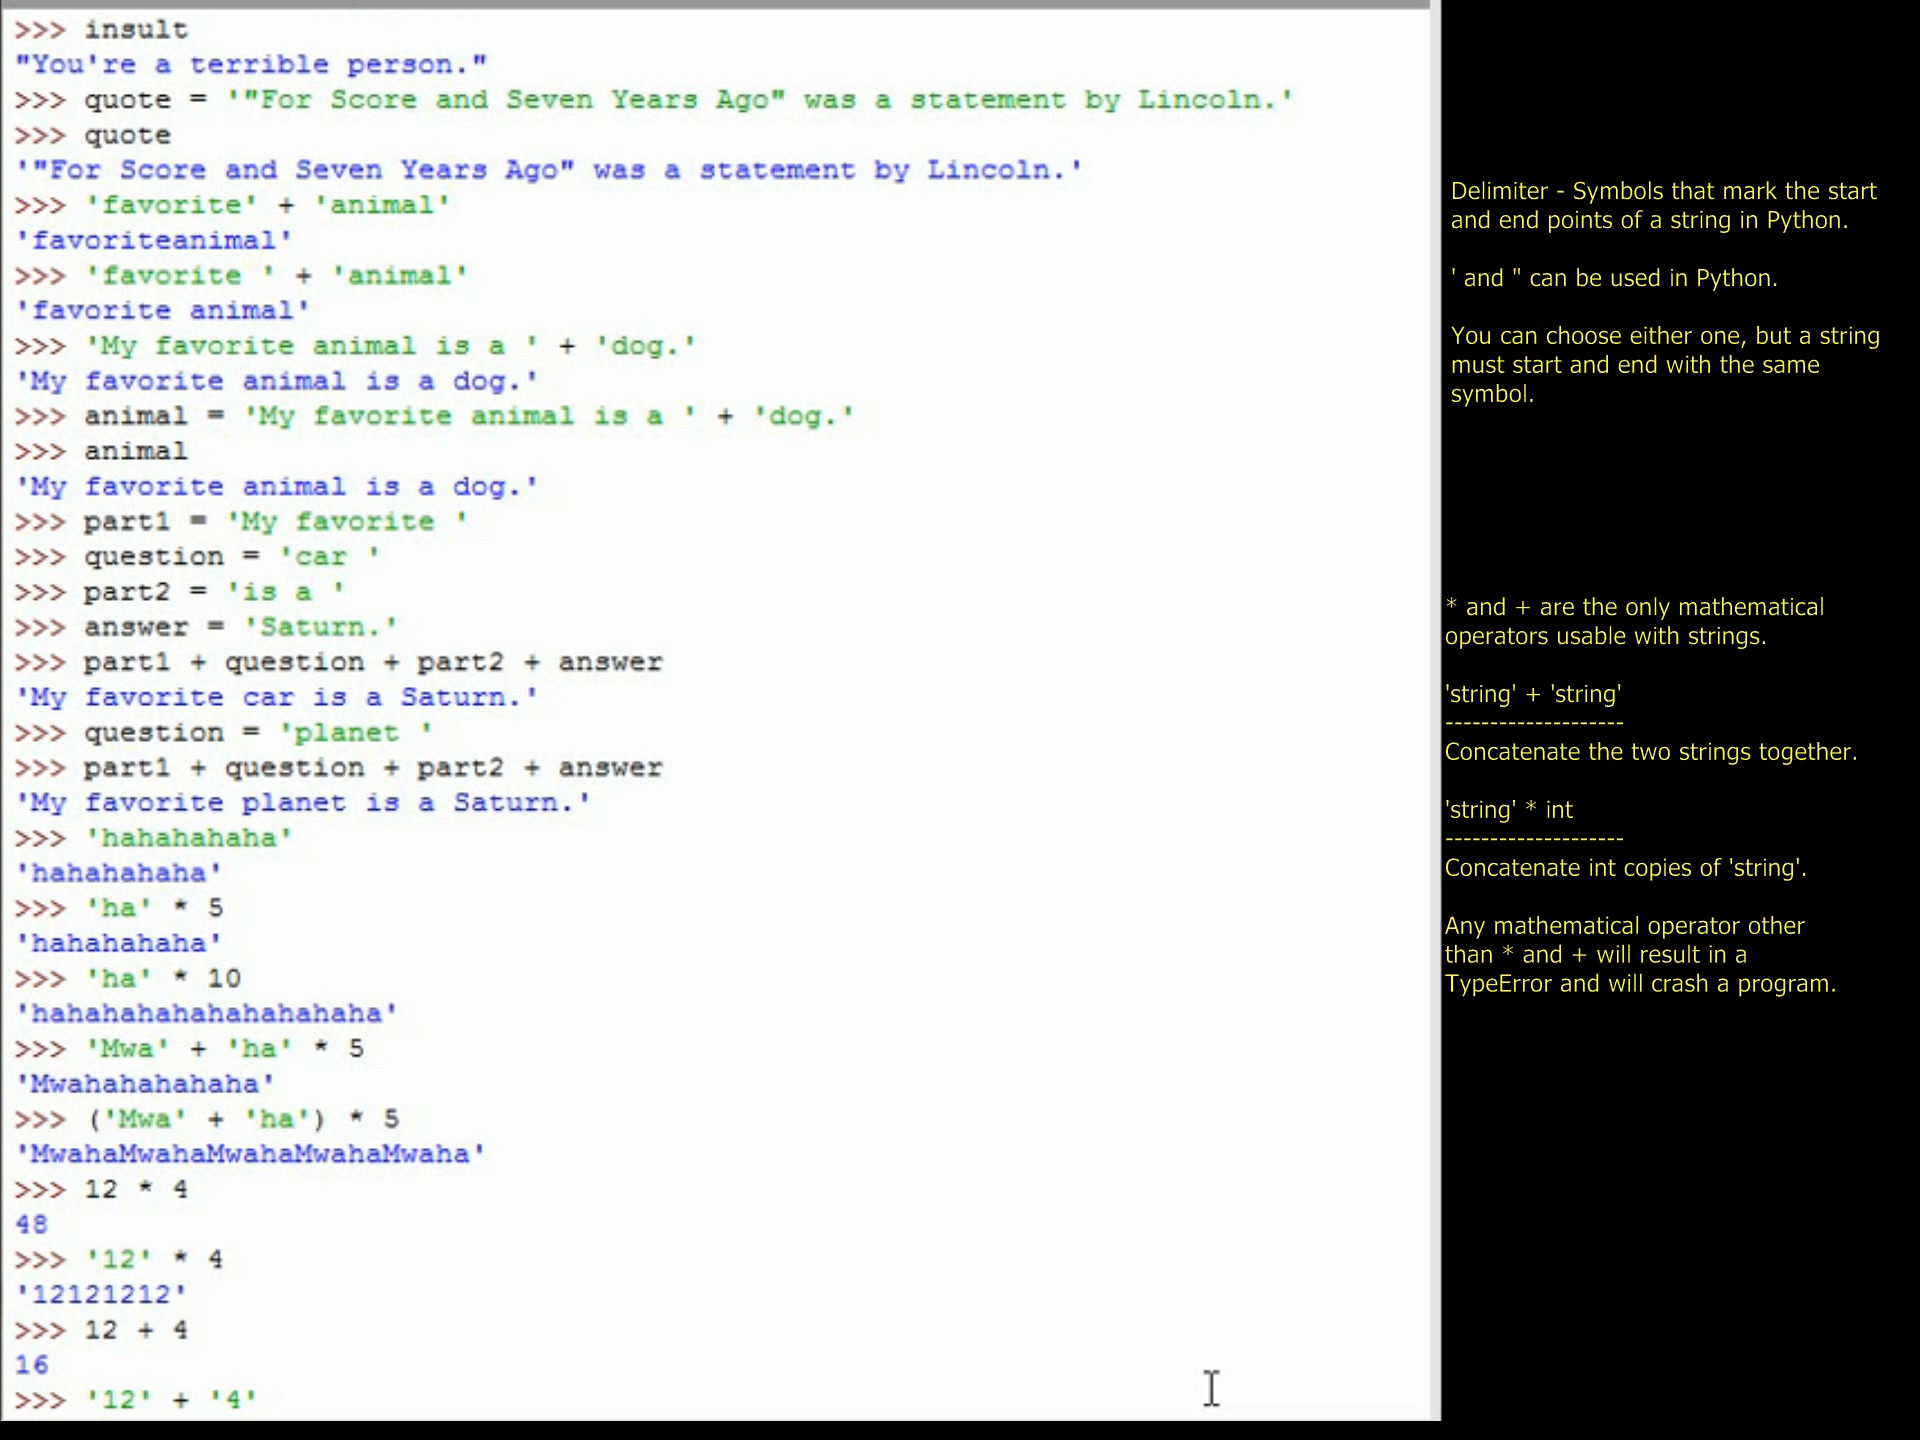 >>> insult
"You're a terrible person."
>>> quote = '"For Score and Seven Years Ago" was a statement by Lincoln.'
>>> quote
'"For Score and Seven Years Ago" was a statement by Lincoln.'
>>> 'favorite' + 'animal'
'favoriteanimal'
>>> 'favorite ' + 'animal'
'favorite animal'
>>> 'My favorite animal is a ' + 'dog.'
'My favorite animal is a dog.'
>>> animal = 'My favorite animal is a ' + 'dog.'
>>> animal
'My favorite animal is a dog.'
>>> part1 = 'My favorite '
>>> question = 'car '
>>> part2 = 'is a '
>>> answer = 'Saturn.'
>>> part1 + question + part2 + answer
'My favorite car is a Saturn.'
>>> question = 'planet '
>>> part1 + question + part2 + answer
'My favorite planet is a Saturn.'
>>> 'hahahahaha'
'hahahahaha'
>>> 'ha' * 5
'hahahahaha'
>>> 'ha' * 10
'hahahahahahahahahaha'
>>> 'Mwa' + 'ha' * 5
'Mwahahahahaha'
>>> ('Mwa' + 'ha') * 5
'MwahaMwahaMwahaMwahaMwaha'
>>> 12 * 4
48
>>> '12' * 4
'12121212'
>>> 12 + 4
16
>>> '12' + '4'
Delimiter - Symbols that mark the start
and end points of a string in Python.
' and " can be used in Python.
You can choose either one, but a string
must start and end with the same
symbol.
* and + are the only mathematical
operators usable with strings.
'string' + 'string'
--------------------
Concatenate the two strings together.
'string' * int
--------------------
Concatenate int copies of 'string'.
Any mathematical operator other
than * and + will result in a
TypeError and will crash a program.